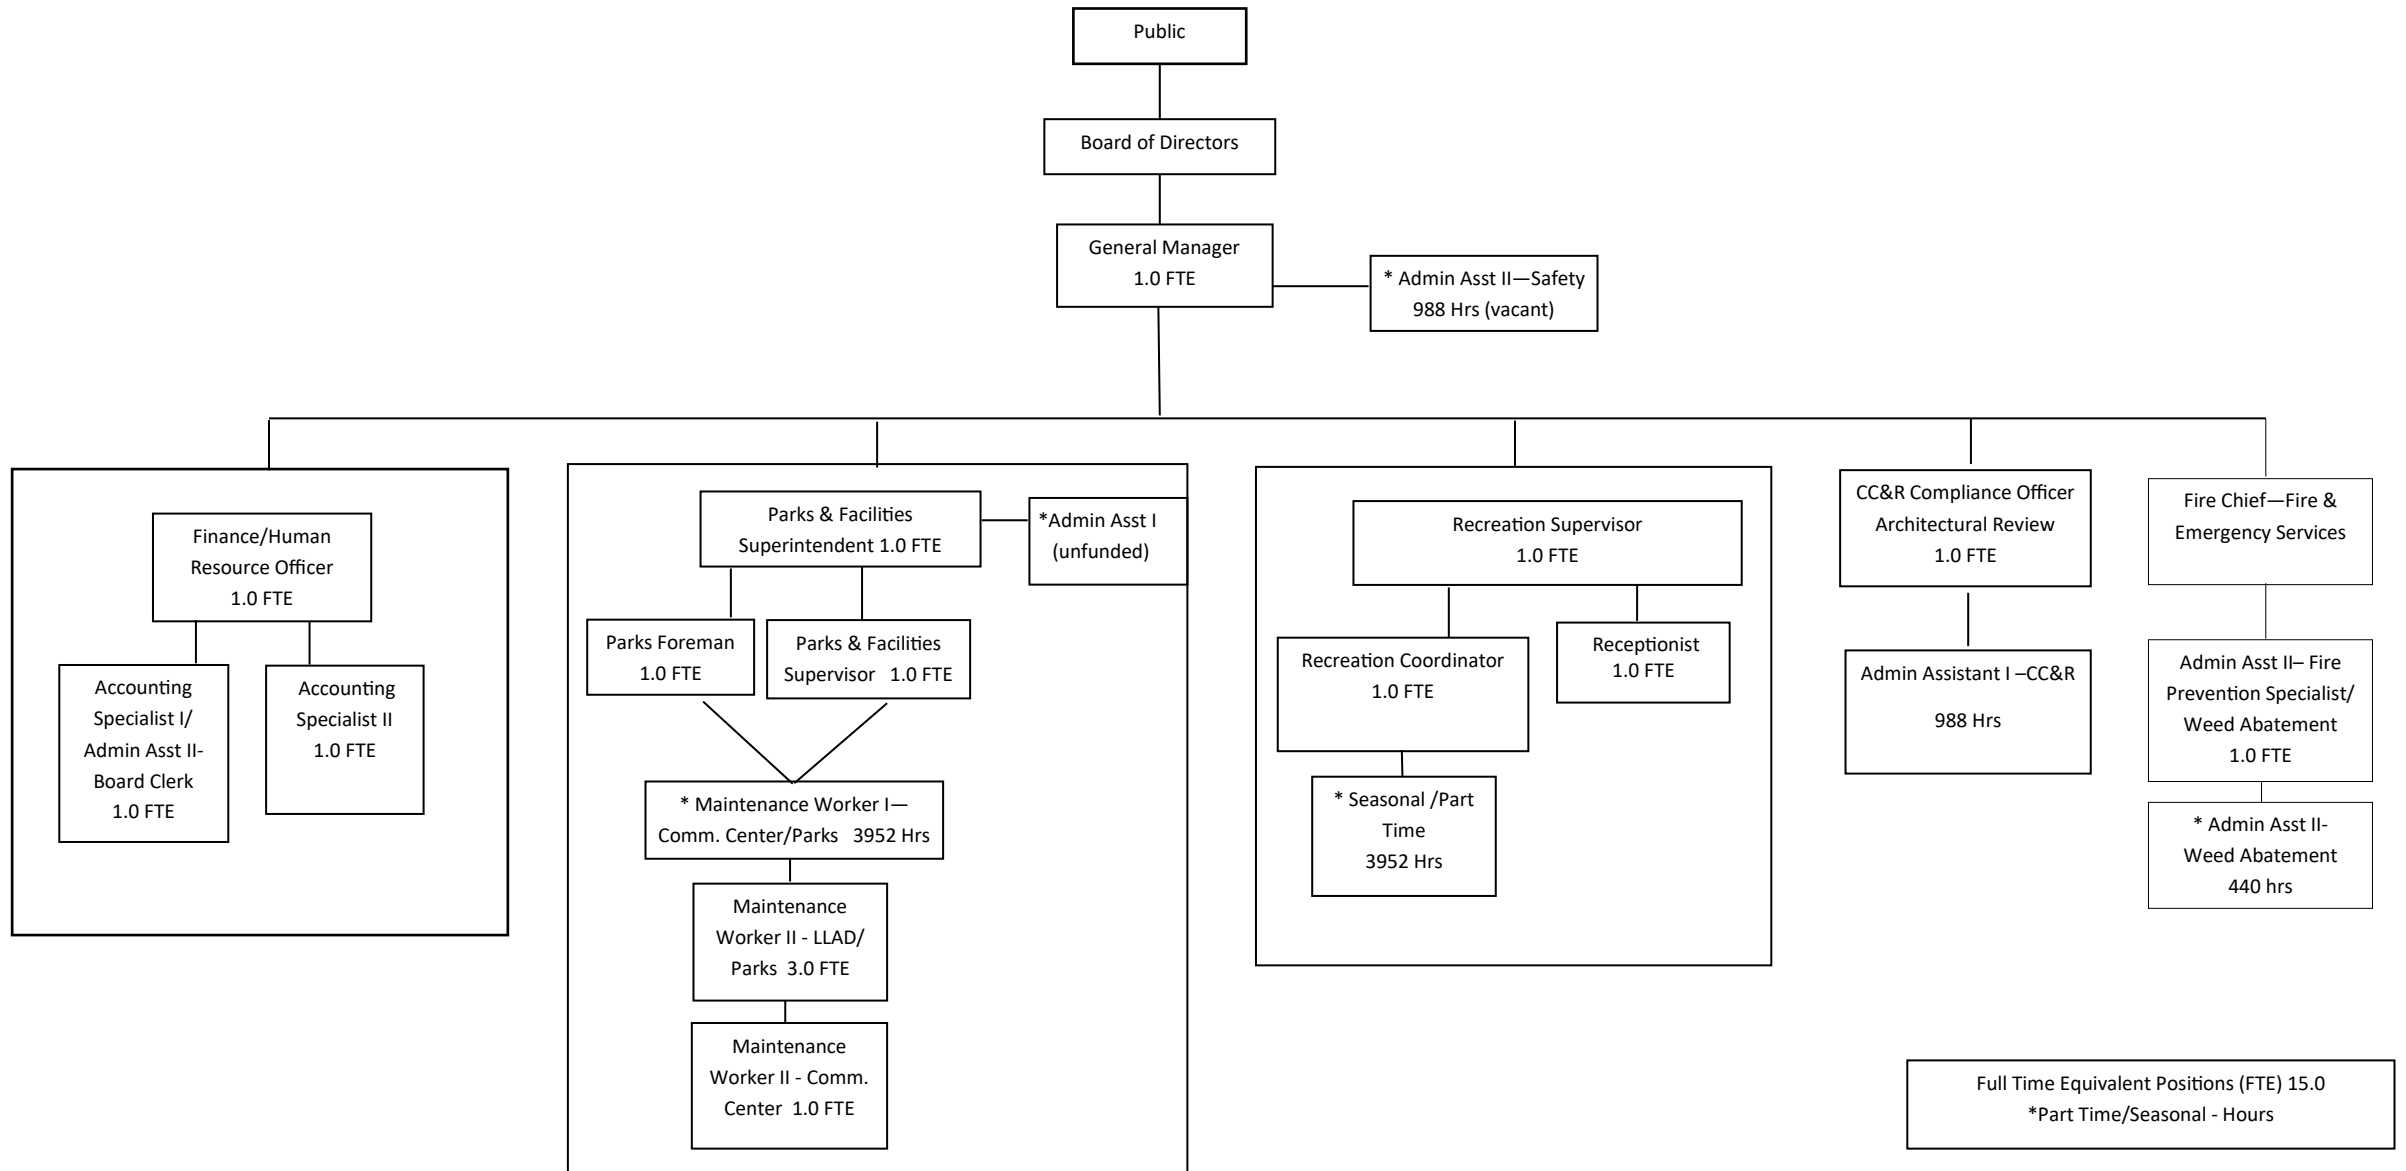 Public
Board of Directors
General Manager
1.0 FTE
* Admin Asst II—Safety
988 Hrs (vacant)
Finance/Human
Resource Officer
1.0 FTE
Accounting
Specialist I/
Admin Asst II-
Board Clerk
1.0 FTE
Accounting
Specialist II
1.0 FTE
Parks & Facilities
Superintendent 1.0 FTE
*Admin Asst I
(unfunded)
Parks Foreman
1.0 FTE
Parks & Facilities
Supervisor 1.0 FTE
* Maintenance Worker I—
Comm. Center/Parks 3952 Hrs
Maintenance
Worker II - LLAD/
Parks 3.0 FTE
Maintenance
Worker II - Comm.
Center 1.0 FTE
Recreation Supervisor
1.0 FTE
Recreation Coordinator
1.0 FTE
Receptionist
1.0 FTE
* Seasonal /Part
Time
3952 Hrs
CC&R Compliance Officer
Architectural Review
1.0 FTE
Admin Assistant I –CC&R
988 Hrs
Fire Chief—Fire &
Emergency Services
Admin Asst II– Fire
Prevention Specialist/
Weed Abatement
1.0 FTE
* Admin Asst II-
Weed Abatement
440 hrs
Full Time Equivalent Positions (FTE) 15.0
*Part Time/Seasonal - Hours